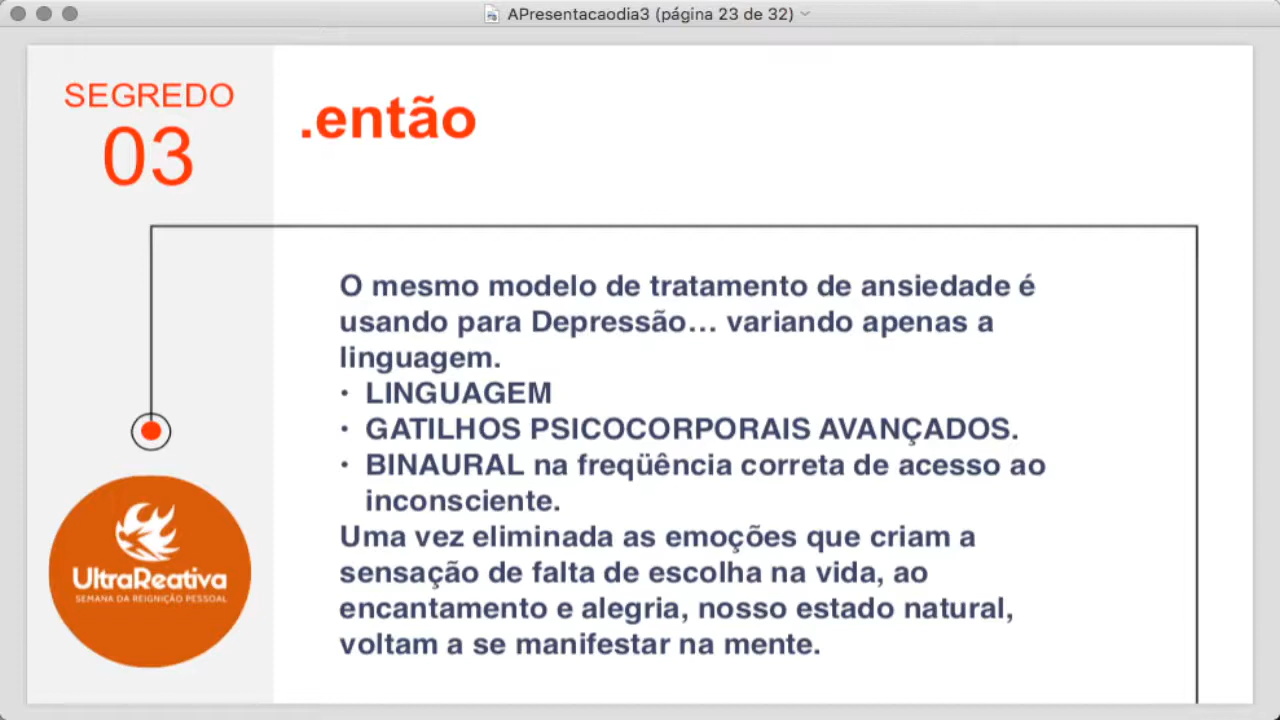 APresentacaodia3 (página 23 de 32)
SEGREDO
03
.então
O mesmo modelo de tratamento de ansiedade é
usando para Depressão... variando apenas a
linguagem.
• LINGUAGEM
• GATILHOS PSICOCORPORAIS AVANÇADOS.
• BINAURAL na freqüência correta de acesso ao
inconsciente.
Uma vez eliminada as emoções que criam a
sensação de falta de escolha na vida, ao
encantamento e alegria, nosso estado natural,
voltam a se manifestar na mente.
UltraReativa
SEMANA DA REIGNIÇÃO PESSOAL